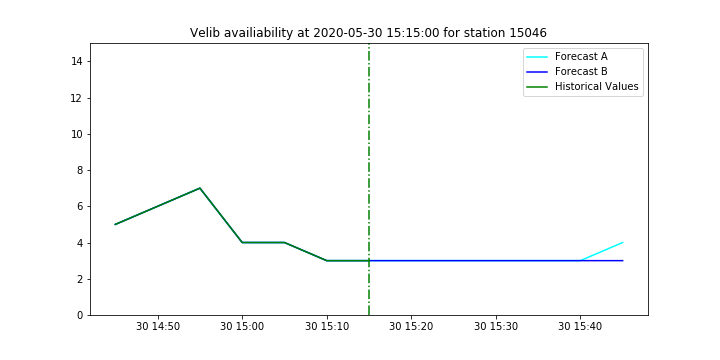 Velib availiability at 2020-05-30 15:15:00 for station 15046
Forecast A
Forecast B
Historical Values
14
12
10
8
6
4
2
0
30 14:50 30 15:00 30 15:10 30 15:20 30 15:30 30 15:40